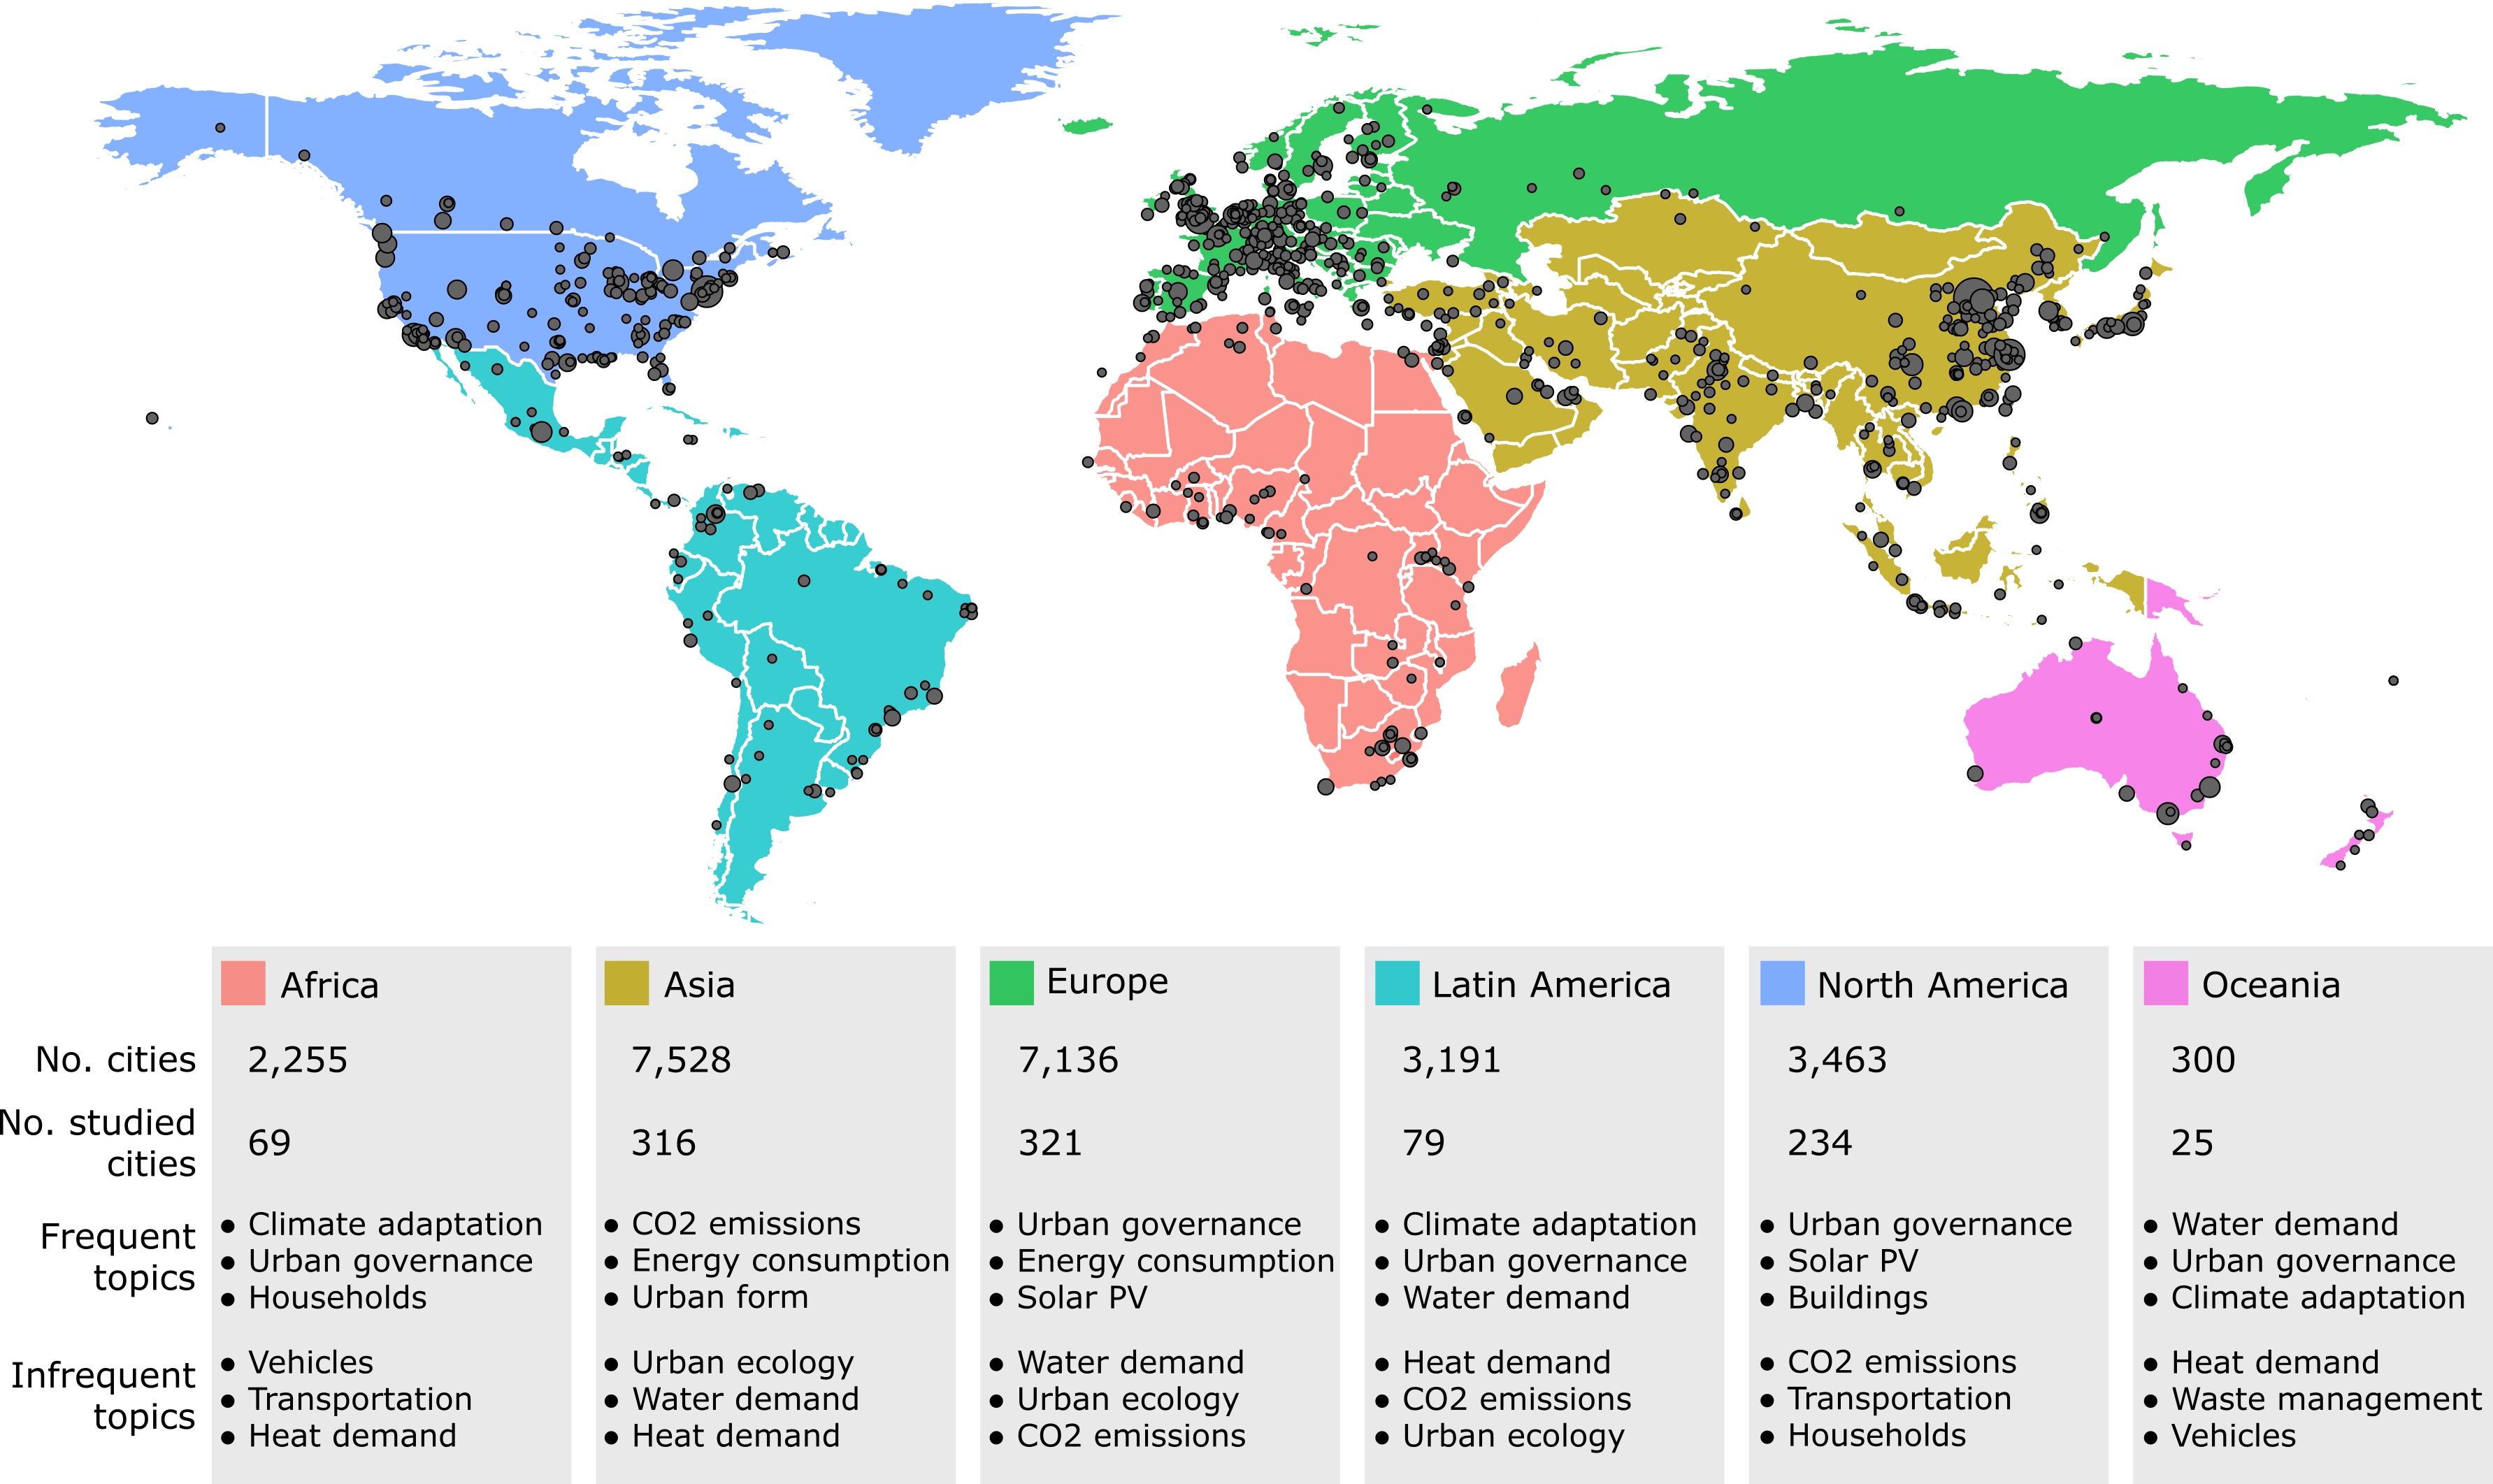 Africa
Asia
Europe
Latin America
North America
Oceania
No. cities
2,255
7,528
7,136
3,191
3,463
300
No. studied
cities
69
316
321
79
234
25
Frequent
topics
• Climate adaptation
• Urban governance
• Households
• CO2 emissions
• Energy consumption
• Urban form
• Urban governance
• Energy consumption
• Solar PV
• Climate adaptation
• Urban governance
• Water demand
• Urban governance
• Solar PV
• Buildings
• Water demand
• Urban governance
• Climate adaptation
Infrequent
topics
• Vehicles
• Transportation
• Heat demand
• Urban ecology
• Water demand
• Heat demand
• Water demand
• Urban ecology
• CO2 emissions
• Heat demand
• CO2 emissions
• Urban ecology
• CO2 emissions
• Transportation
• Households
• Heat demand
• Waste management
• Vehicles